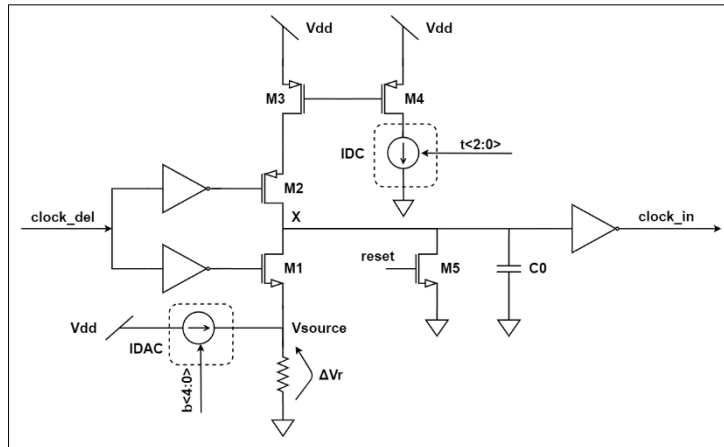 Vdd
Vdd
M3
M4
IDC
t<2:0>
M2
clock_del
X
clock_in
M1
reset
M5
C0
Vdd
IDAC
Vsource
b<4:0>
ΔVr